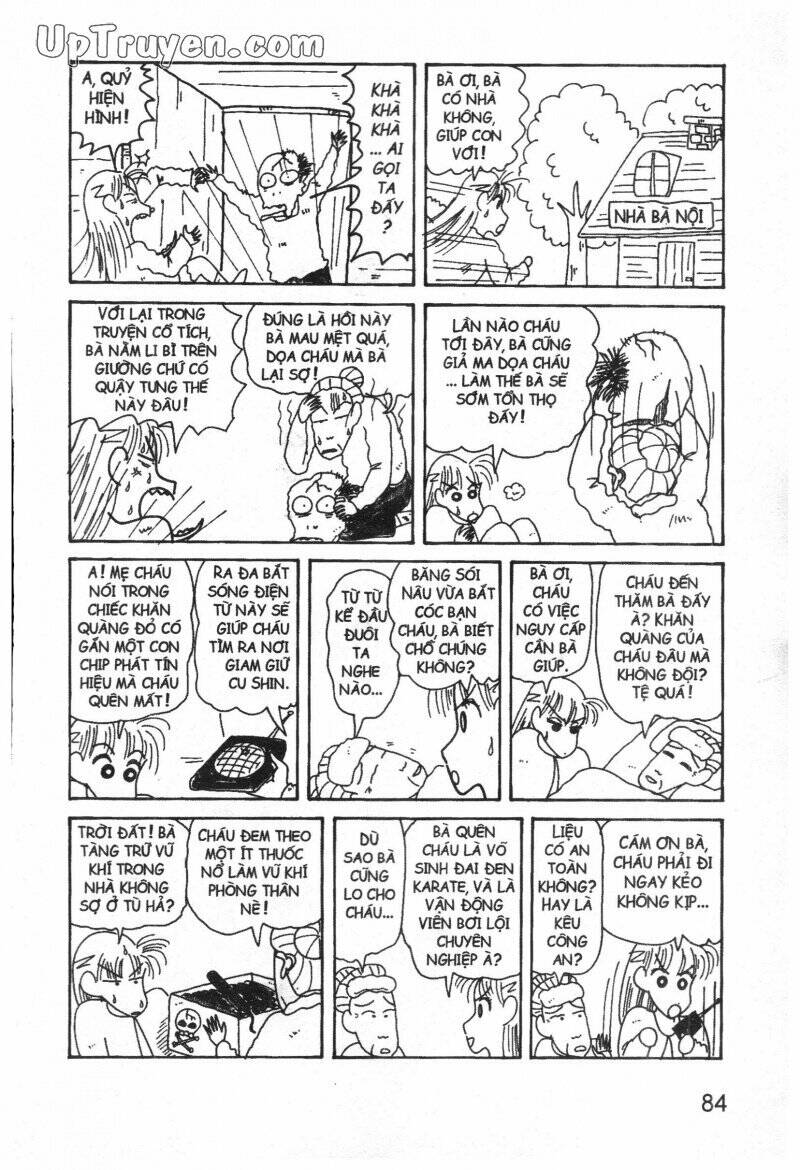 UpTruyen.com
BÀ ƠI, BÀ
CÓ NHÀ
KHÔNG,
GIÚP CON
VỚI!
NHÀ BÀ NỘI
KHÀ
KHÀ
KHÀ
... AI
GỌI
TA
ĐẤY
?
A, QUỶ
HIỆN
HÌNH!
LẦN NÀO CHÁU
TỚI ĐÂY, BÀ CŨNG
GIẢ MA DỌA CHÁU
... LÀM THẾ BÀ SẼ
SỚM TỔN THỌ
ĐẤY!
ĐÚNG LÀ HỒI NÀY
BÀ MAU MỆT QUÁ,
DỌA CHÁU MÀ BÀ
LẠI SỢ!
VỚI LẠI TRONG
TRUYỆN CỔ TÍCH,
BÀ NẰM LI BÌ TRÊN
GIƯỜNG CHỨ CÓ
QUẬY TUNG THẾ
NÀY ĐÂU!
CHÁU ĐẾN
THĂM BÀ ĐẤY
À? KHĂN
QUÀNG CỦA
CHÁU ĐÂU MÀ
KHÔNG ĐỘI?
TỆ QUÁ!
BÀ ƠI,
CHÁU
CÓ VIỆC
NGUY CẤP
CẦN BÀ
GIÚP.
BĂNG SÓI
NÂU VỪA BẮT
CÓC BẠN
CHÁU, BÀ BIẾT
CHỖ CHÚNG
KHÔNG?
TỪ TỪ
KỂ ĐẦU
ĐUÔI
TA
NGHE
NÀO...
RA ĐA BẮT
SÓNG ĐIỆN
TỪ NÀY SẼ
GIÚP CHÁU
TÌM RA NƠI
GIAM GIỮ
CU SHIN.
A! MẸ CHÁU
NÓI TRONG
CHIẾC KHĂN
QUÀNG ĐỎ CÓ
GẮN MỘT CON
CHIP PHÁT TÍN
HIỆU MÀ CHÁU
QUÊN MẤT!
CÁM ƠN BÀ,
CHÁU PHẢI ĐI
NGAY KẺO
KHÔNG KỊP...
LIỆU
CÓ AN
TOÀN
KHÔNG?
HAY LÀ
KÊU
CÔNG
AN?
BÀ QUÊN
CHÁU LÀ VÕ
SINH ĐAI ĐEN
KARATE, VÀ LÀ
VẬN ĐỘNG
VIÊN BƠI LỘI
CHUYÊN
NGHIỆP À?
DÙ
SAO BÀ
CŨNG
LO CHO
CHÁU...
CHÁU ĐEM THEO
MỘT ÍT THUỐC
NỔ LÀM VŨ KHÍ
PHÒNG THÂN
NÈ!
TRỜI ĐẤT! BÀ
TÀNG TRỮ VŨ
KHÍ TRONG
NHÀ KHÔNG
SỢ Ở TÙ HẢ?
84